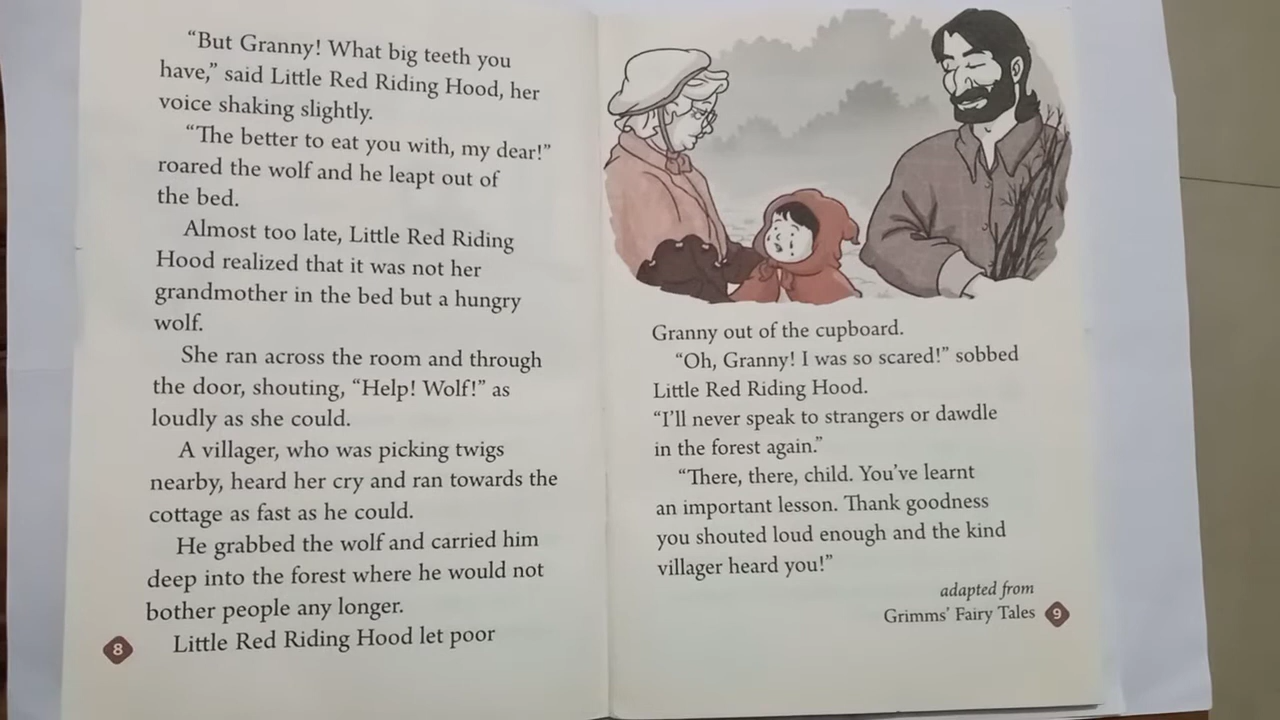 “But Granny! What big teeth you
have,” said Little Red Riding Hood, her
voice shaking slightly.
“The better to eat you with, my dear!”
roared the wolf and he leapt out of
the bed.
Almost too late, Little Red Riding
Hood realized that it was not her
grandmother in the bed but a hungry
wolf.
She ran across the room and through
the door, shouting, “Help! Wolf!” as
loudly as she could.
A villager, who was picking twigs
nearby, heard her cry and ran towards the
cottage as fast as he could.
He grabbed the wolf and carried him
deep into the forest where he would not
bother people any longer.
Little Red Riding Hood let poor
8
Granny out of the cupboard.
“Oh, Granny! I was so scared!” sobbed
Little Red Riding Hood.
“I’ll never speak to strangers or dawdle
in the forest again.”
“There, there, child. You’ve learnt
an important lesson. Thank goodness
you shouted loud enough and the kind
villager heard you!”
adapted from
Grimms’ Fairy Tales
9